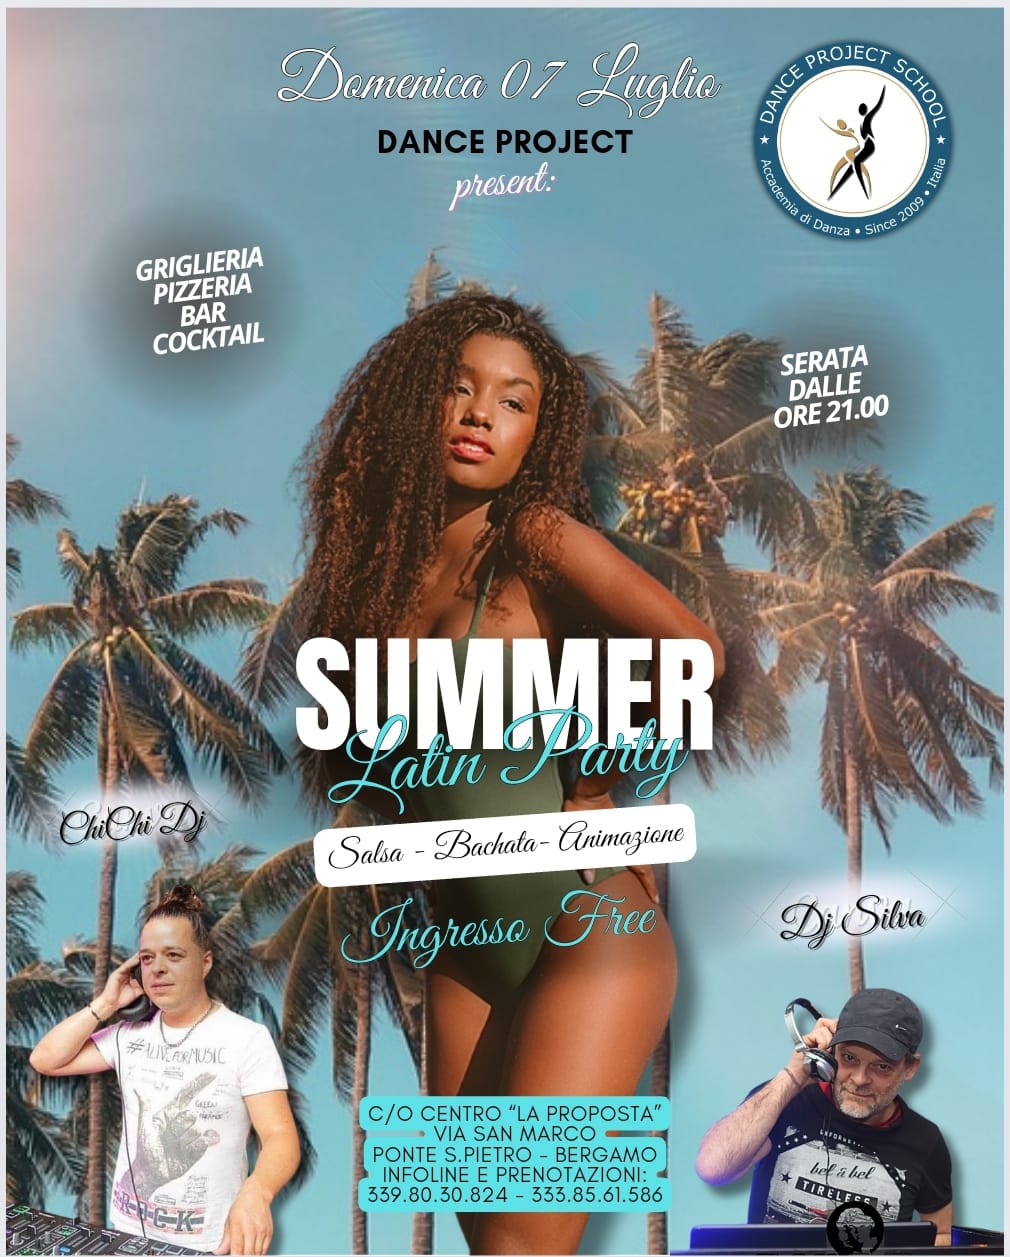 Domenica 07 Luglio
DANCE PROJECT
present:
DANCE PROJECT SCHOOL
Accademia di Danza • Since 2009 • Italia
GRIGLIERIA
PIZZERIA
BAR
COCKTAIL
SERATA
DALLE
ORE 21.00
SUMMER
Latin Party
Salsa - Bachata- Animazione
Ingresso Free
ChiChi Dj
Dj Silva
#ALIVEFORMUSIC
GREEN
ROCK
bel & bel
TIRELESS
C/O CENTRO “LA PROPOSTA”
VIA SAN MARCO
PONTE S.PIETRO - BERGAMO
INFOLINE E PRENOTAZIONI:
339.80.30.824 - 333.85.61.586